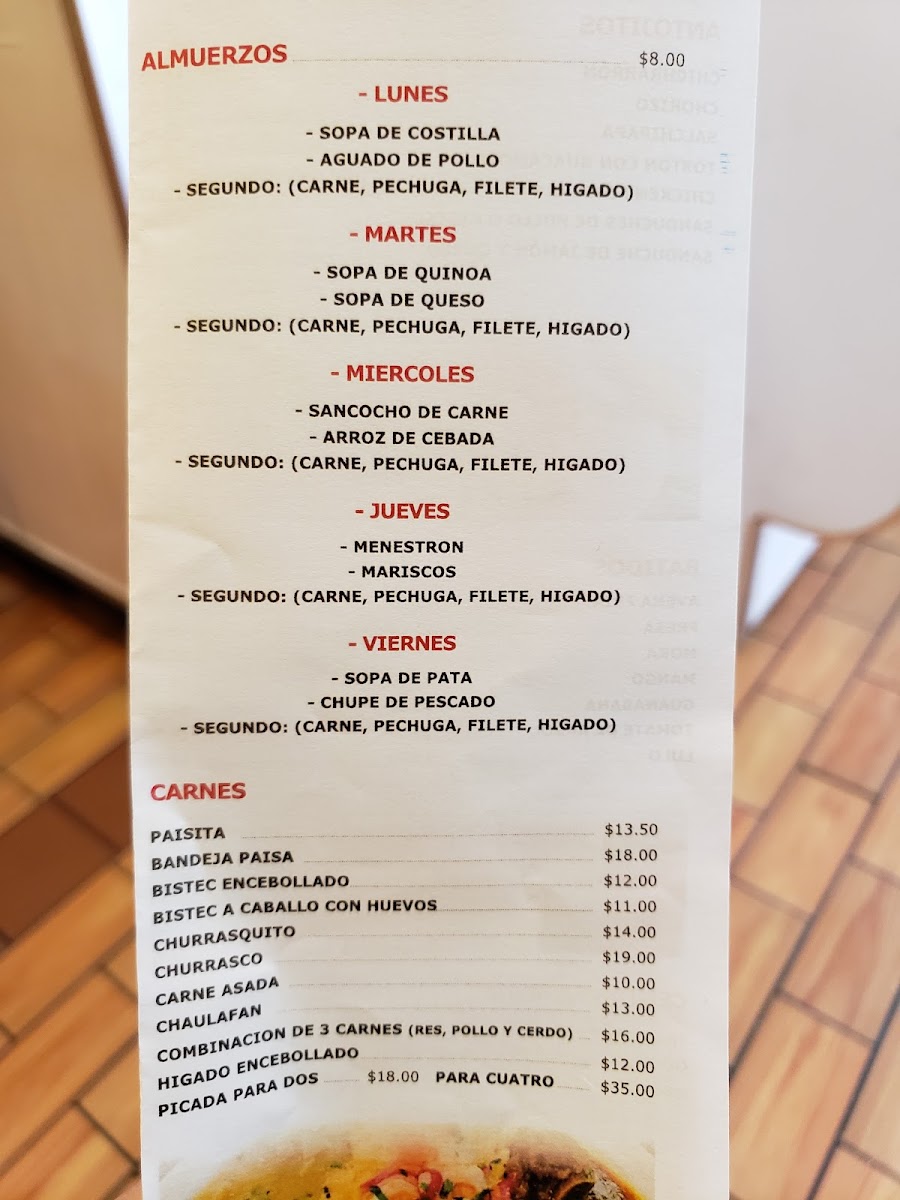 ALMUERZOS $8.00
- LUNES
- SOPA DE COSTILLA
- AGUADO DE POLLO
- SEGUNDO: (CARNE, PECHUGA, FILETE, HIGADO)
- MARTES
- SOPA DE QUINOA
- SOPA DE QUESO
- SEGUNDO: (CARNE, PECHUGA, FILETE, HIGADO)
- MIERCOLES
- SANCOCHO DE CARNE
- ARROZ DE CEBADA
- SEGUNDO: (CARNE, PECHUGA, FILETE, HIGADO)
- JUEVES
- MENESTRON
- MARISCOS
- SEGUNDO: (CARNE, PECHUGA, FILETE, HIGADO)
- VIERNES
- SOPA DE PATA
- CHUPE DE PESCADO
- SEGUNDO: (CARNE, PECHUGA, FILETE, HIGADO)
CARNES
PAISITA $13.50
BANDEJA PAISA $18.00
BISTEC ENCEBOLLADO $12.00
BISTEC A CABALLO CON HUEVOS $11.00
CHURRASQUITO $14.00
CHURRASCO $19.00
CARNE ASADA $10.00
CHAULAFAN $13.00
COMBINACION DE 3 CARNES (RES, POLLO Y CERDO) $16.00
HIGADO ENCEBOLLADO $12.00
PICADA PARA DOS $18.00 PARA CUATRO $35.00